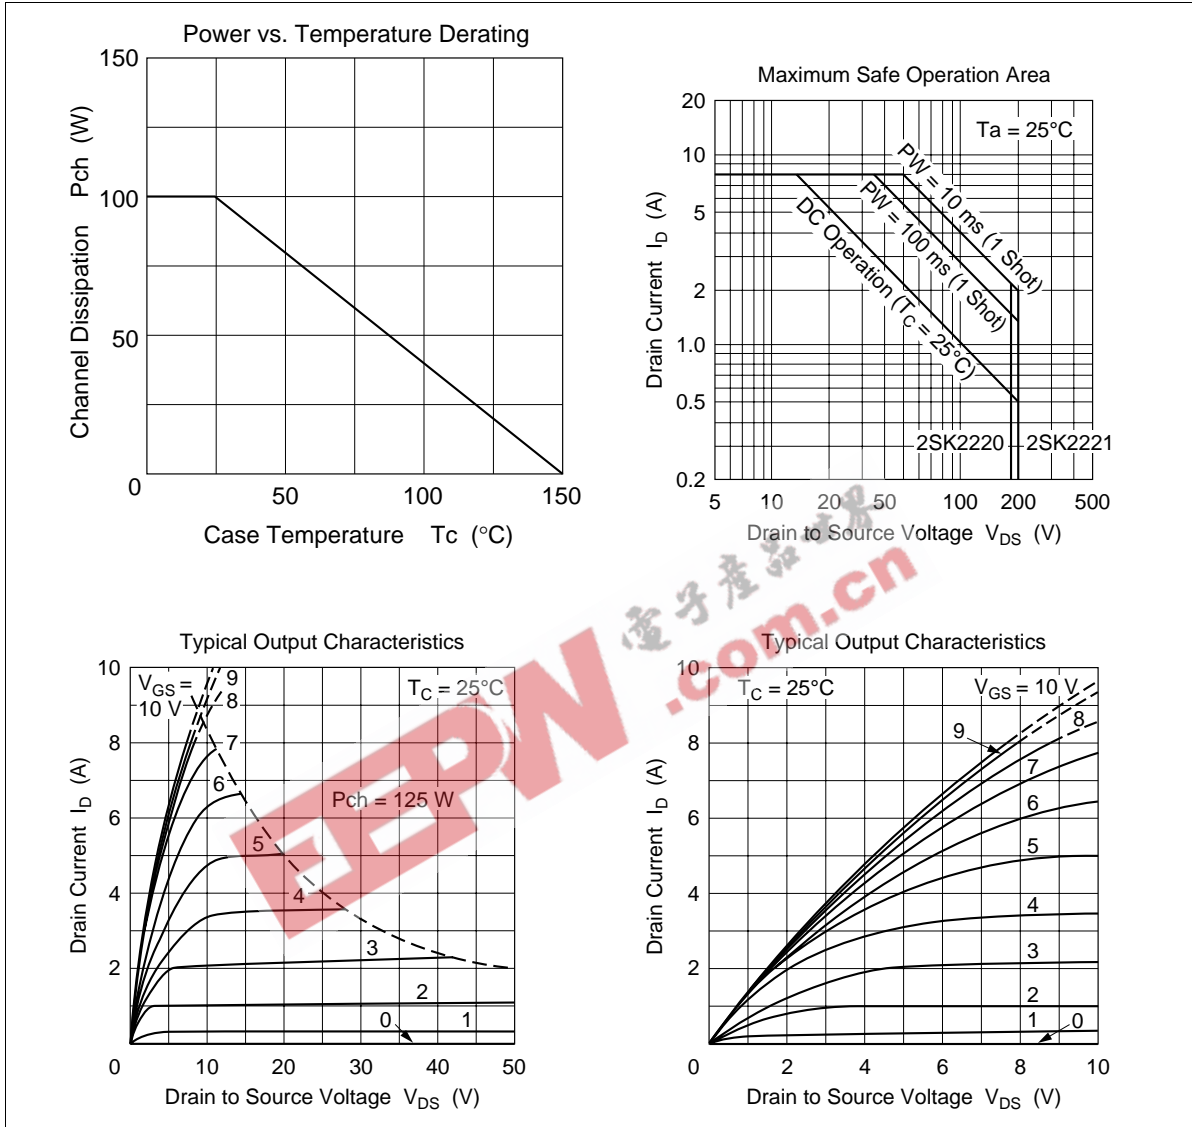 Power vs. Temperature Derating
150
100
50
0
50
100
150
Channel Dissipation Pch (W)
Case Temperature Tc (°C)
Maximum Safe Operation Area
20
10
5
2
1.0
0.5
0.2
5
10
20
50
100
200
500
Ta = 25°C
PW = 10 ms (1 Shot)
PW = 100 ms (1 Shot)
DC Operation (TC = 25°C)
2SK2220
2SK2221
Drain Current ID (A)
Drain to Source Voltage VDS (V)
電子產品世界
.com.cn
EEPW
Typical Output Characteristics
10
8
6
4
2
0
10
20
30
40
50
VGS =
10 V
9
8
7
6
5
4
3
2
1
0
TC = 25°C
Pch = 125 W
Drain Current ID (A)
Drain to Source Voltage VDS (V)
Typical Output Characteristics
10
8
6
4
2
0
2
4
6
8
10
TC = 25°C
VGS = 10 V
9
8
7
6
5
4
3
2
1
0
Drain Current ID (A)
Drain to Source Voltage VDS (V)